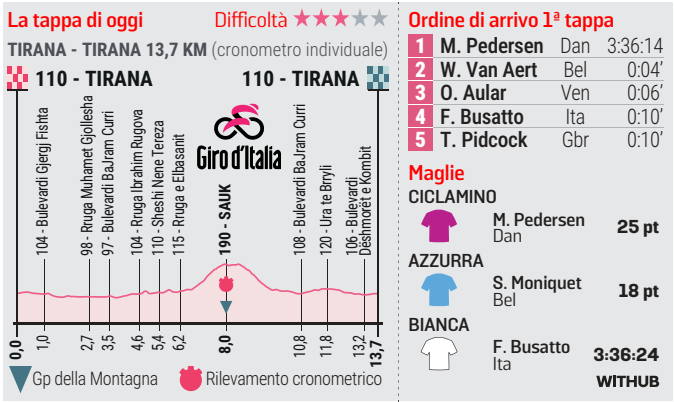 La tappa di oggi
Difficoltà
TIRANA - TIRANA 13,7 KM (cronometro individuale)
110 - TIRANA
110 - TIRANA
104 - Bulevardi Gjergj Fishta
98 - Rruga Muhamet Gjollesha
97 - Bulevardi BaJram Curri
104 - Rruga Ibrahim Rugova
110 - Sheshi Nene Tereza
115 - Rruga e Elbasanit
Giro d'Italia
190 - SAUK
108 - Bulevardi BaJram Curri
120 - Ura te Brryli
106 - Bulevardi
Dëshmorët e Kombit
0,0
1,0
2,7
3,5
4,6
5,4
6,2
8,0
10,8
11,8
13,2
13,7
Gp della Montagna
Rilevamento cronometrico
Ordine di arrivo 1ª tappa
1 M. Pedersen Dan 3:36:14
2 W. Van Aert Bel 0:04'
3 O. Aular Ven 0:06'
4 F. Busatto Ita 0:10'
5 T. Pidcock Gbr 0:10'
Maglie
CICLAMINO
M. Pedersen 25 pt
Dan
AZZURRA
S. Moniquet 18 pt
Bel
BIANCA
F. Busatto 3:36:24
Ita
WITHUB